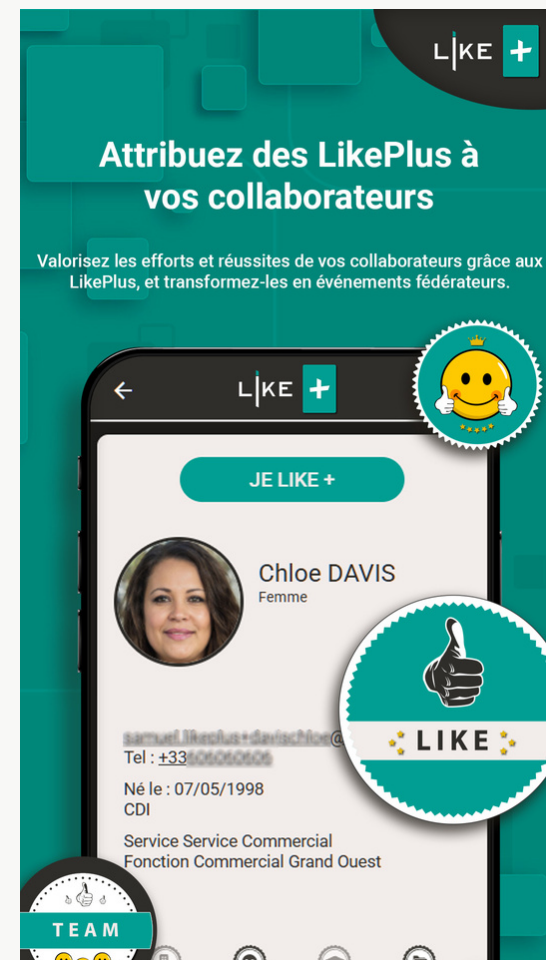 LIKE +
Attribuez des LikePlus à
vos collaborateurs
Valorisez les efforts et réussites de vos collaborateurs grâce aux
LikePlus, et transformez-les en événements fédérateurs.
LIKE +
JE LIKE +
Chloe DAVIS
Femme
LIKE
Tel : +33
Né le : 07/05/1998
CDI
Service Service Commercial
Fonction Commercial Grand Ouest
TEAM